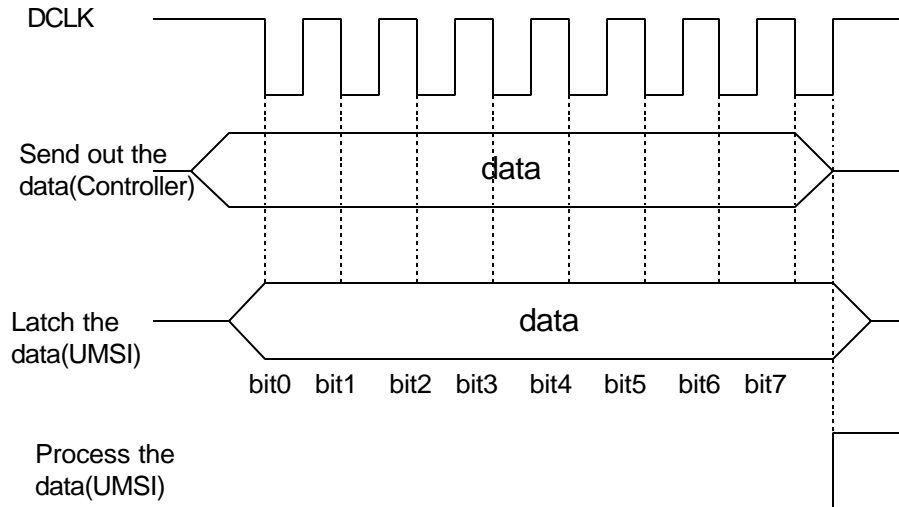 DCLK
Send out the
data(Controller)
data
Latch the
data(UMSI)
data
bit0 bit1 bit2 bit3 bit4 bit5 bit6 bit7
Process the
data(UMSI)